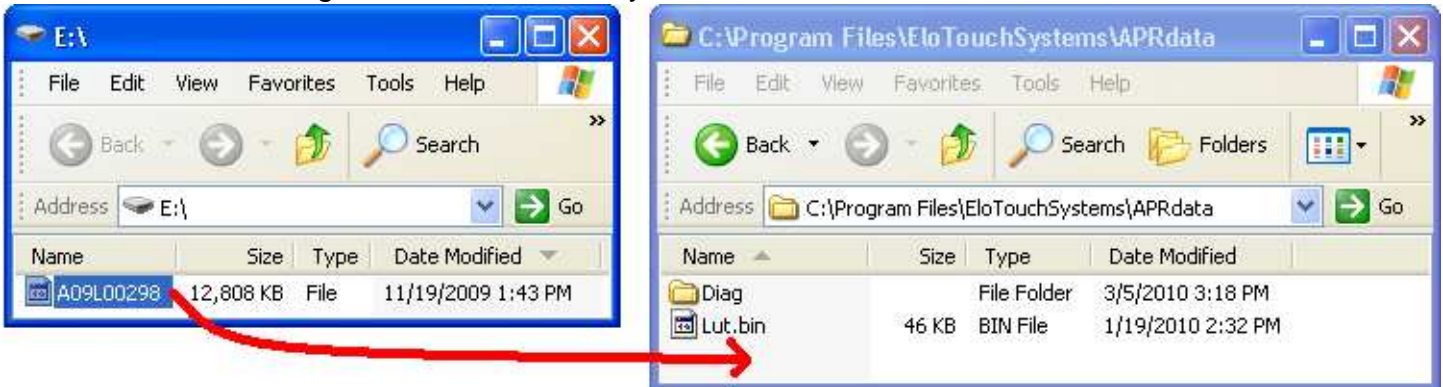 E:\
File Edit View Favorites Tools Help
Back Search »
Address E:\ Go
Name Size Type Date Modified
A09L00298 12,808 KB File 11/19/2009 1:43 PM
C:\Program Files\EloTouchSystems\APRdata
File Edit View Favorites Tools Help
Back Search Folders »
Address C:\Program Files\EloTouchSystems\APRdata Go
Name Size Type Date Modified
Diag File Folder 3/5/2010 3:18 PM
Lut.bin 46 KB BIN File 1/19/2010 2:32 PM